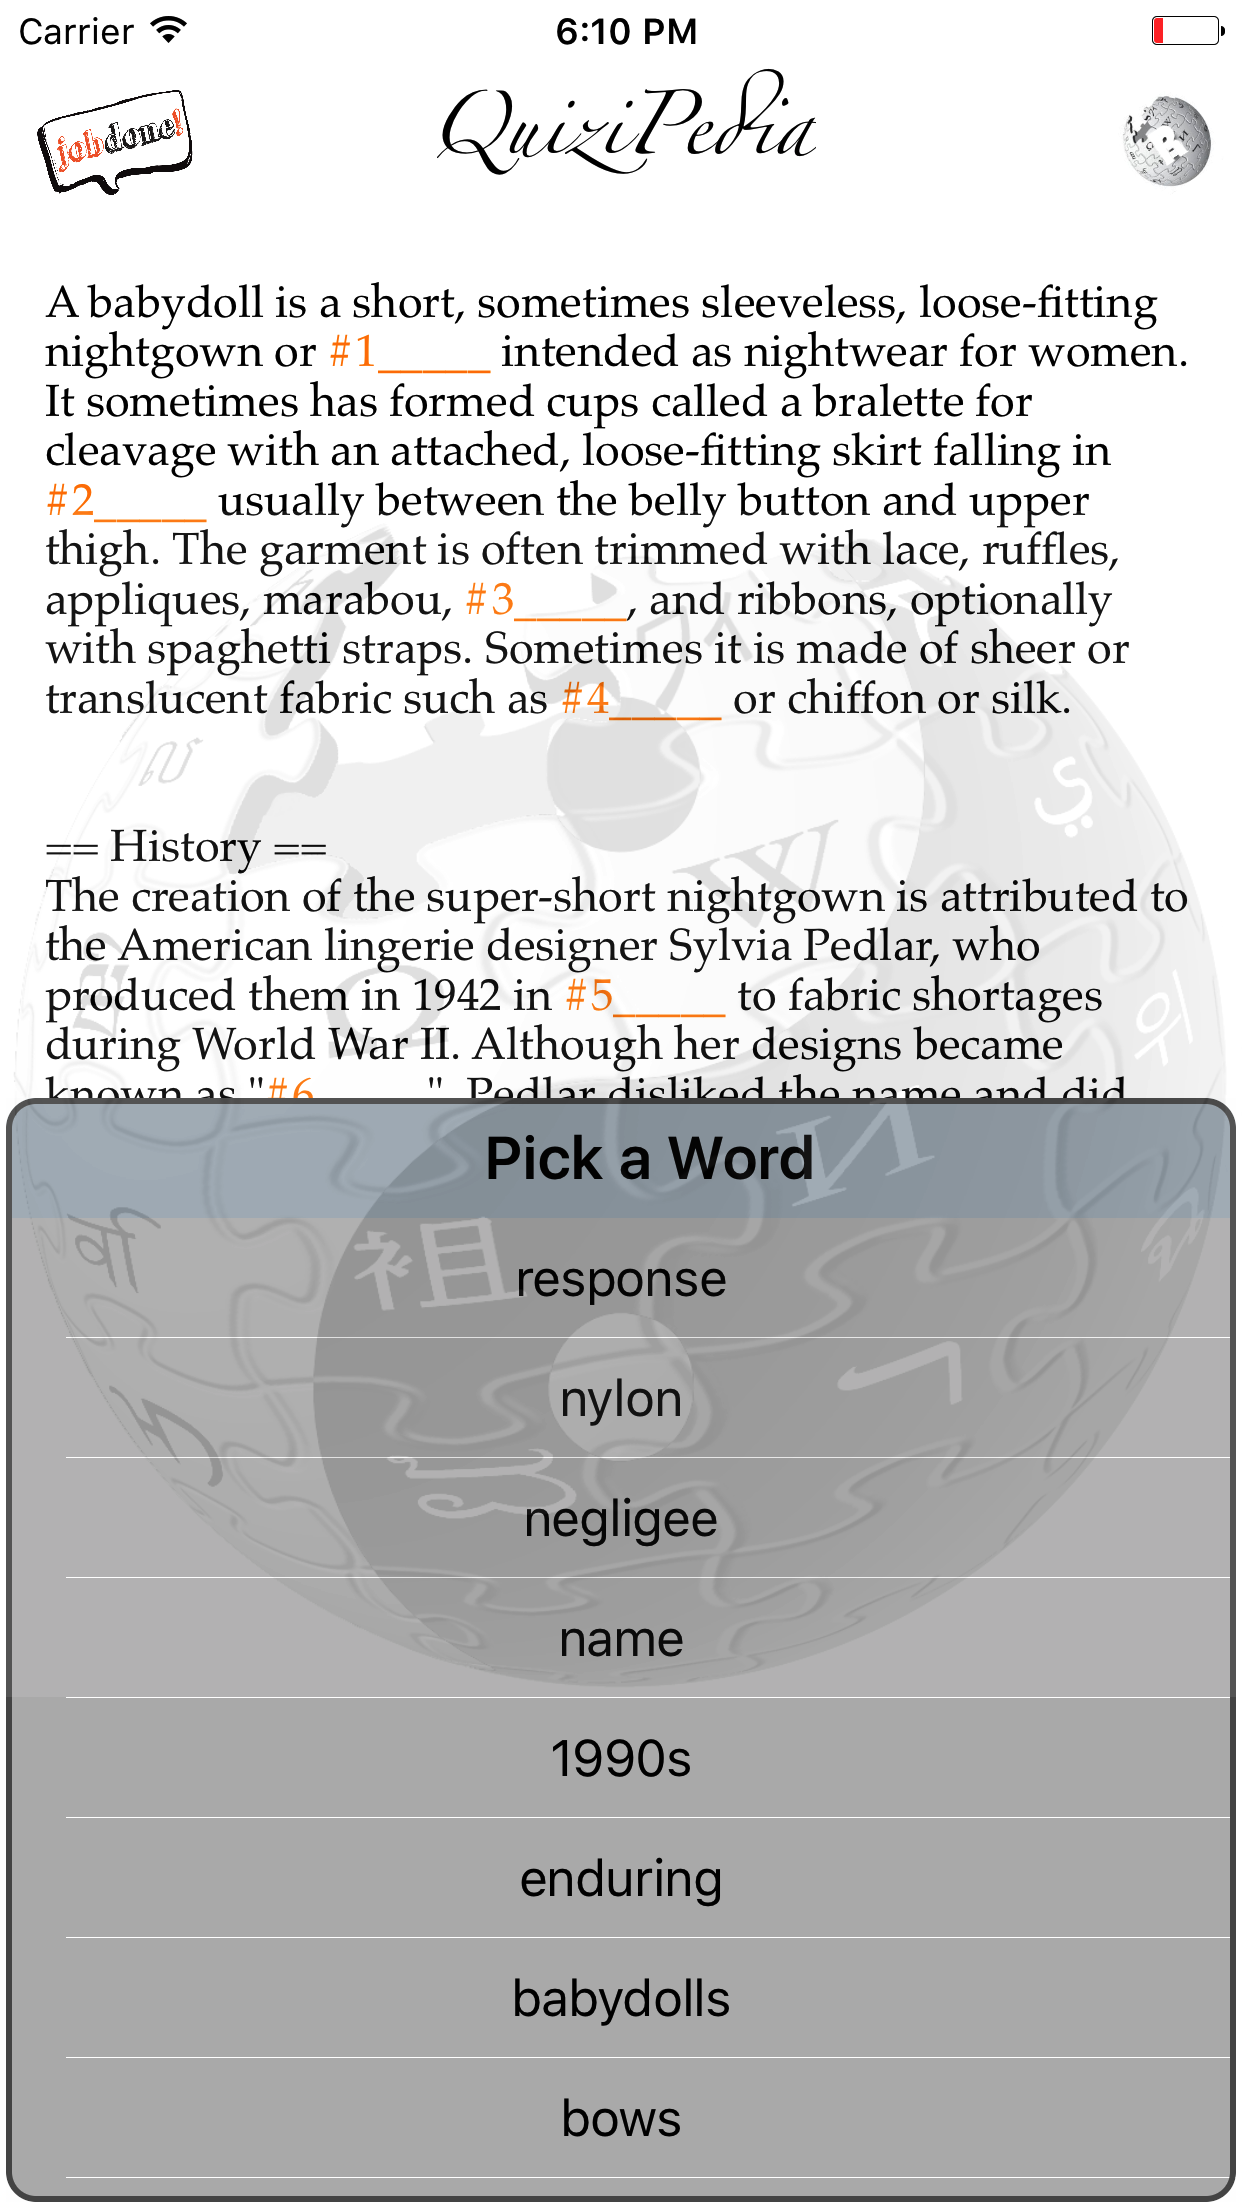 Carrier 6:10 PM
jobdone!
QuiziPedia
A babydoll is a short, sometimes sleeveless, loose-fitting
nightgown or #1_____ intended as nightwear for women.
It sometimes has formed cups called a bralette for
cleavage with an attached, loose-fitting skirt falling in
#2_____ usually between the belly button and upper
thigh. The garment is often trimmed with lace, ruffles,
appliques, marabou, #3_____, and ribbons, optionally
with spaghetti straps. Sometimes it is made of sheer or
translucent fabric such as #4_____ or chiffon or silk.
== History ==
The creation of the super-short nightgown is attributed to
the American lingerie designer Sylvia Pedlar, who
produced them in 1942 in #5_____ to fabric shortages
during World War II. Although her designs became
known as "#6_____", Pedlar disliked the name and did
Pick a Word
response
nylon
negligee
name
1990s
enduring
babydolls
bows